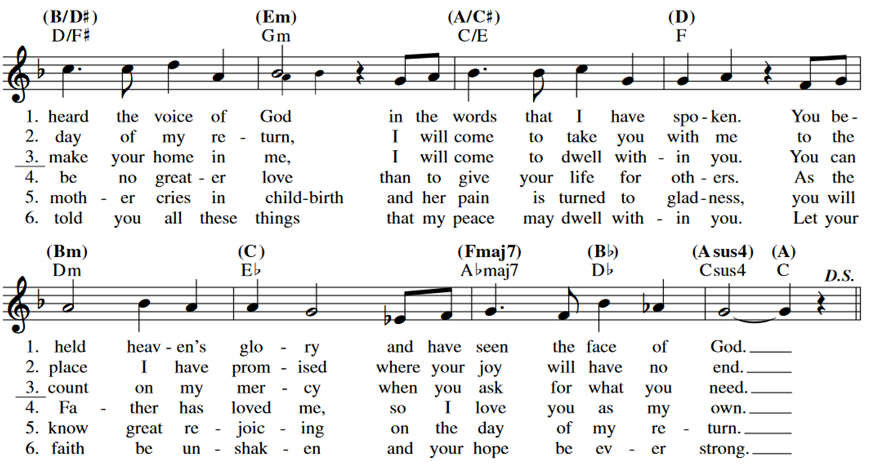 (B/D♯) (Em) (A/C♯) (D)
D/F♯ Gm C/E F
1. heard the voice of God in the words that I have spo - ken. You be -
2. day of my re - turn, I will come to take you with me to the
3. make your home in me, I will come to dwell with - in you. You can
4. be no great - er love than to give your life for oth - ers. As the
5. moth - er cries in child - birth and her pain is turned to glad - ness, you will
6. told you all these things that my peace may dwell with - in you. Let your
(Bm) (C) (Fmaj7) (B♭) (A sus4) (A)
Dm E♭ A♭maj7 D♭ Csus4 C D.S.
1. held heav - en's glo - ry and have seen the face of God.
2. place I have prom - ised where your joy will have no end.
3. count on my mer - cy when you ask for what you need.
4. Fa - ther has loved me, so I love you as my own.
5. know great re - joic - ing on the day of my re - turn.
6. faith be un - shak - en and your hope be ev - er strong.